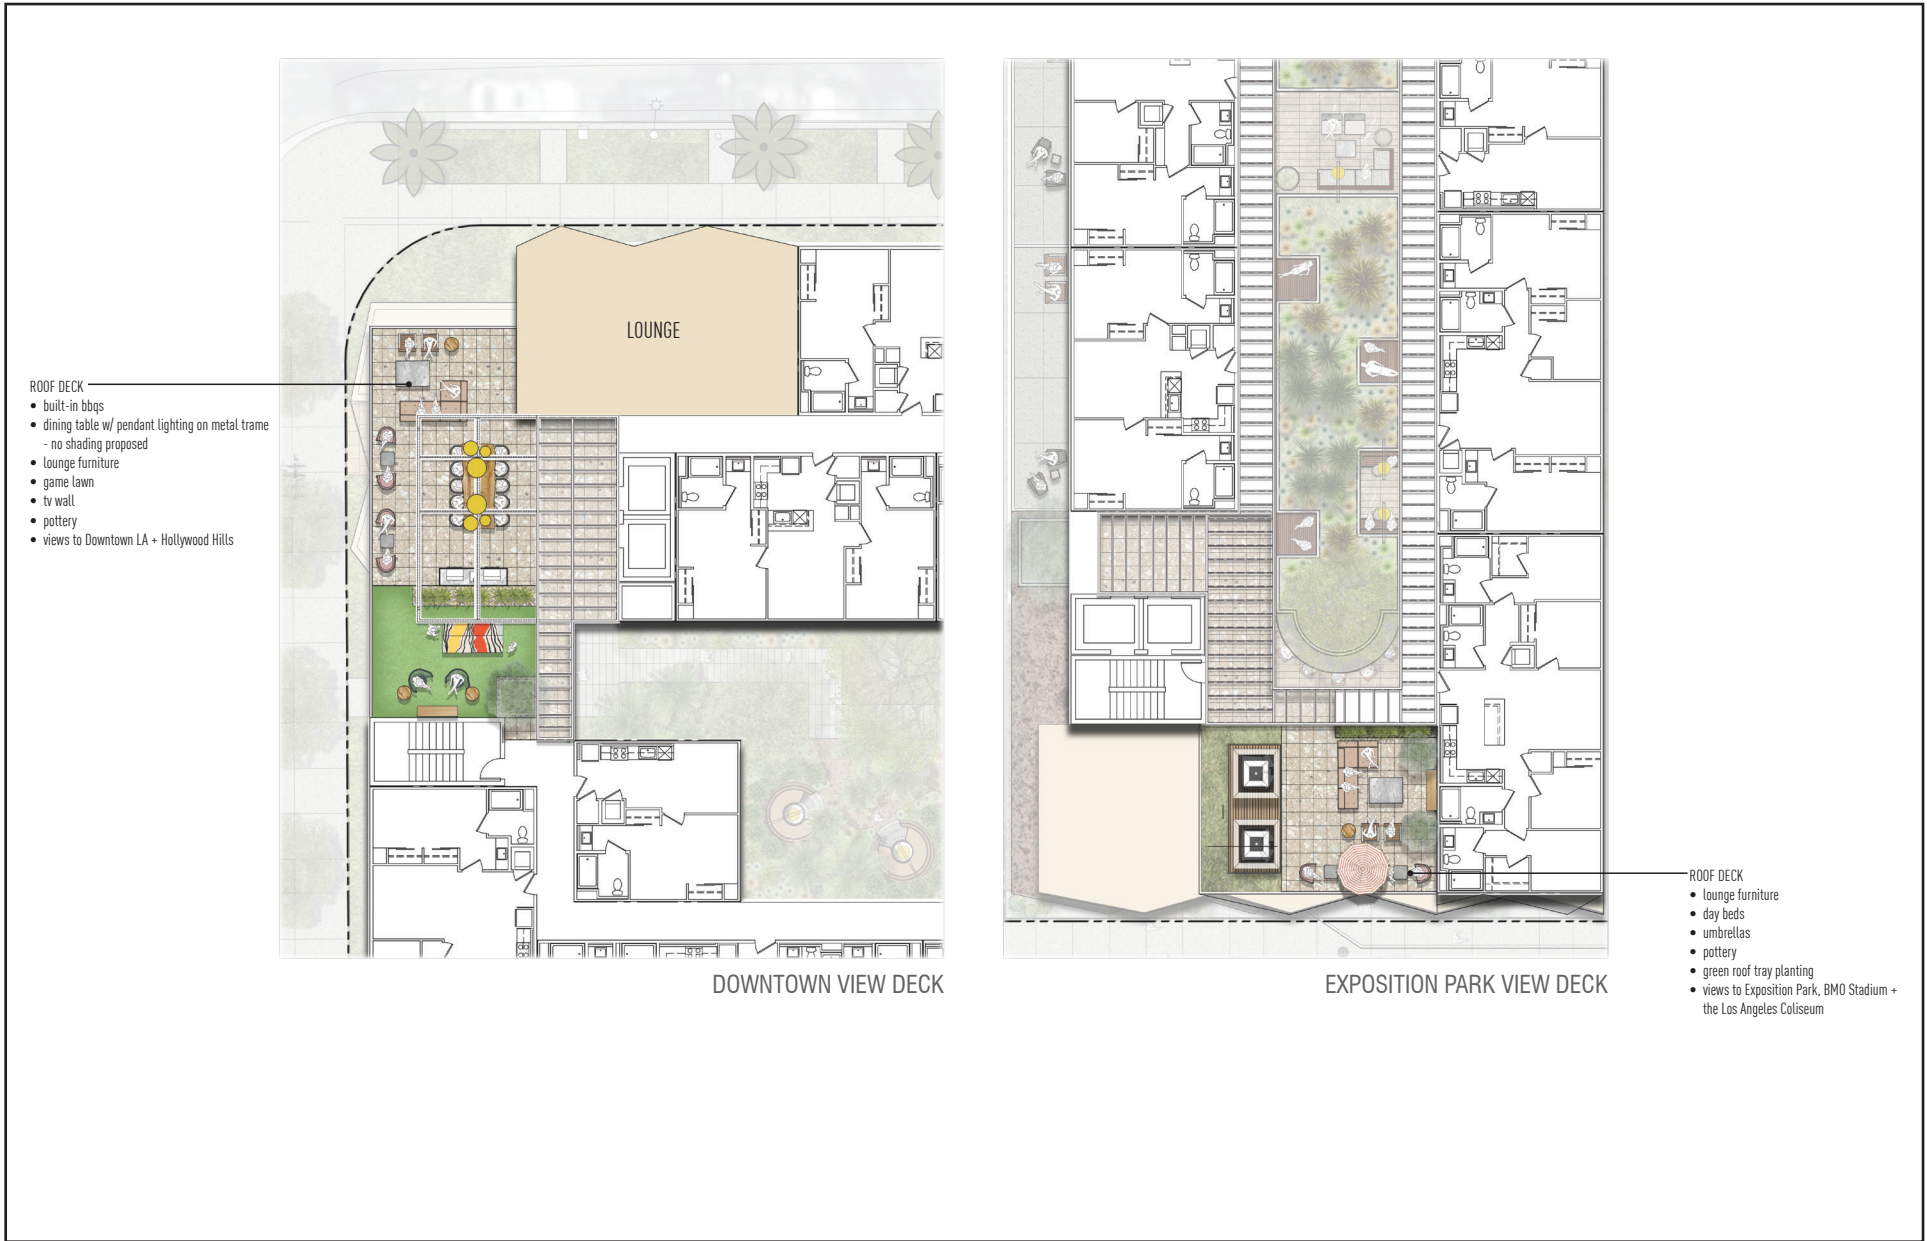 LOUNGE
ROOF DECK
• built-in bbqs
• dining table w/ pendant lighting on metal trame
- no shading proposed
• lounge furniture
• game lawn
• tv wall
• pottery
• views to Downtown LA + Hollywood Hills
DOWNTOWN VIEW DECK
EXPOSITION PARK VIEW DECK
ROOF DECK
• lounge furniture
• day beds
• umbrellas
• pottery
• green roof tray planting
• views to Exposition Park, BMO Stadium +
the Los Angeles Coliseum